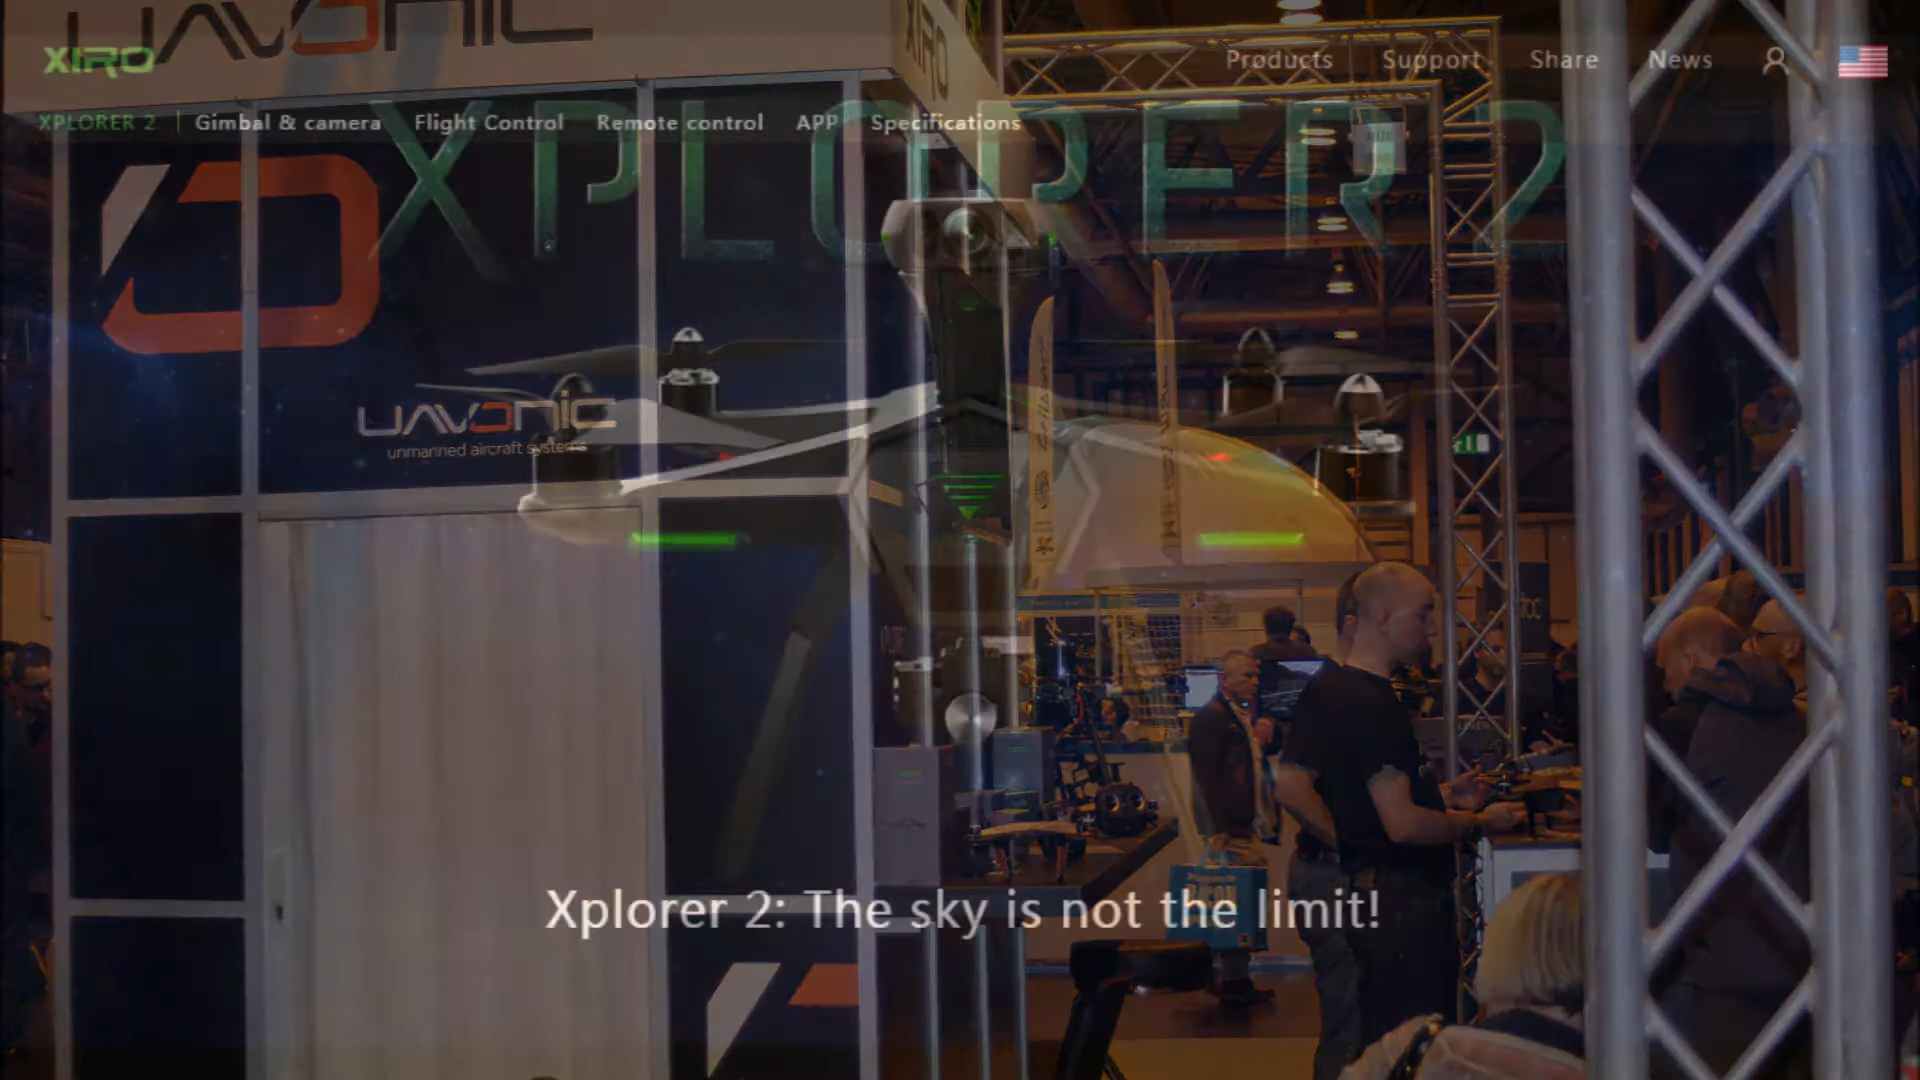 UAVONIC
XIRO
XIRO
Products
Support
Share
News
XPLORER 2
Gimbal & camera
Flight Control
Remote control
APP
Specifications
XPLORER 2
UAVONIC
unmanned aircraft systems
Xplorer 2: The sky is not the limit!